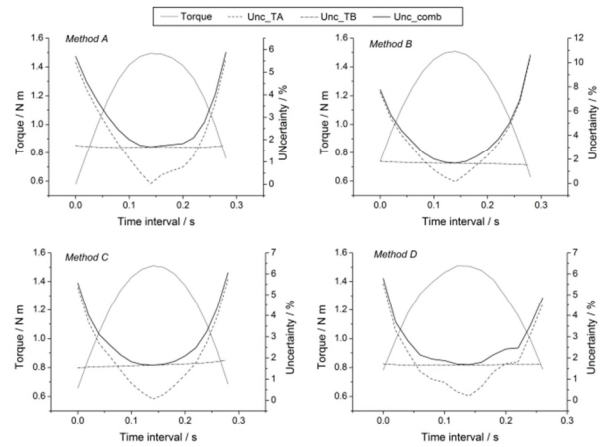 Torque Unc_TA Unc_TB Unc_comb
Method A
1.6
1.4
1.2
1.0
0.8
0.6
Torque / N m
6
5
4
3
2
1
0
UNcertainty / %
0.0 0.1 0.2 0.3
Time interval / s
Method B
1.6
1.4
1.2
1.0
0.8
0.6
Torque / N m
12
10
8
6
4
2
0
Uncertainty / %
0.0 0.1 0.2 0.3
Time interval / s
Method C
1.6
1.4
1.2
1.0
0.8
0.6
Torque / N m
7
6
5
4
3
2
1
0
Uncertainty / %
0.0 0.1 0.2 0.3
Time interval / s
Method D
1.6
1.4
1.2
1.0
0.8
0.6
Torque / N m
7
6
5
4
3
2
1
0
Uncertainty / %
0.0 0.1 0.2 0.3
Time interval / s